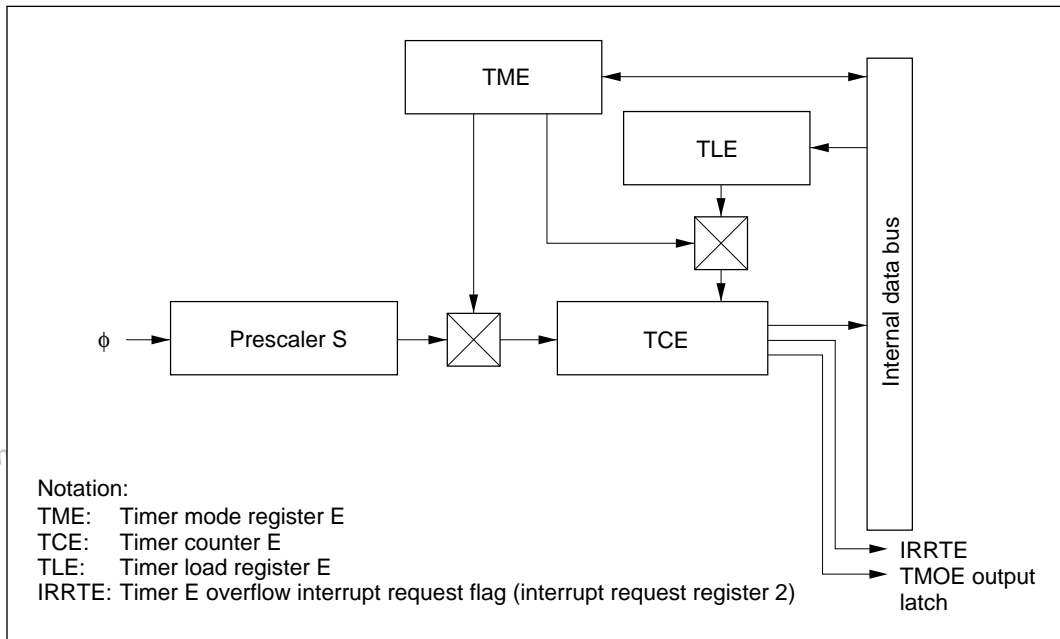 TME
TLE
Internal data bus
ϕ
Prescaler S
TCE
Notation:
TME: Timer mode register E
TCE: Timer counter E
TLE: Timer load register E
IRRTE: Timer E overflow interrupt request flag (interrupt request register 2)
IRRTE
TMOE output
latch